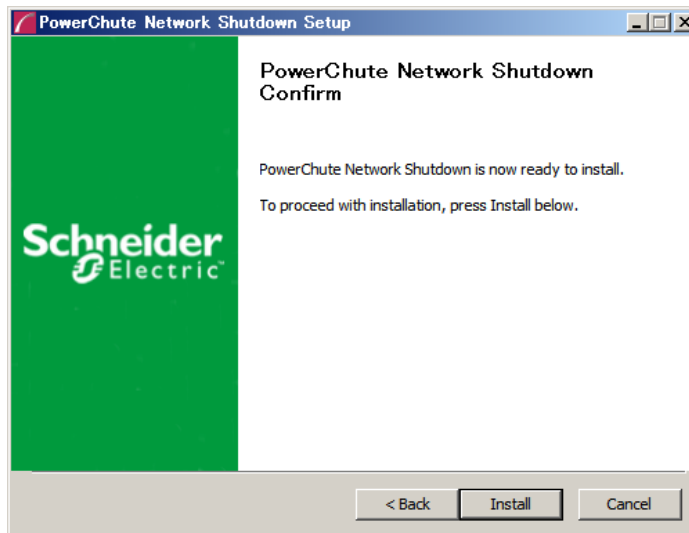 PowerChute Network Shutdown Setup
PowerChute Network Shutdown
Confirm
PowerChute Network Shutdown is now ready to install.
To proceed with installation, press Install below.
Schneider
Electric™
< Back
Install
Cancel